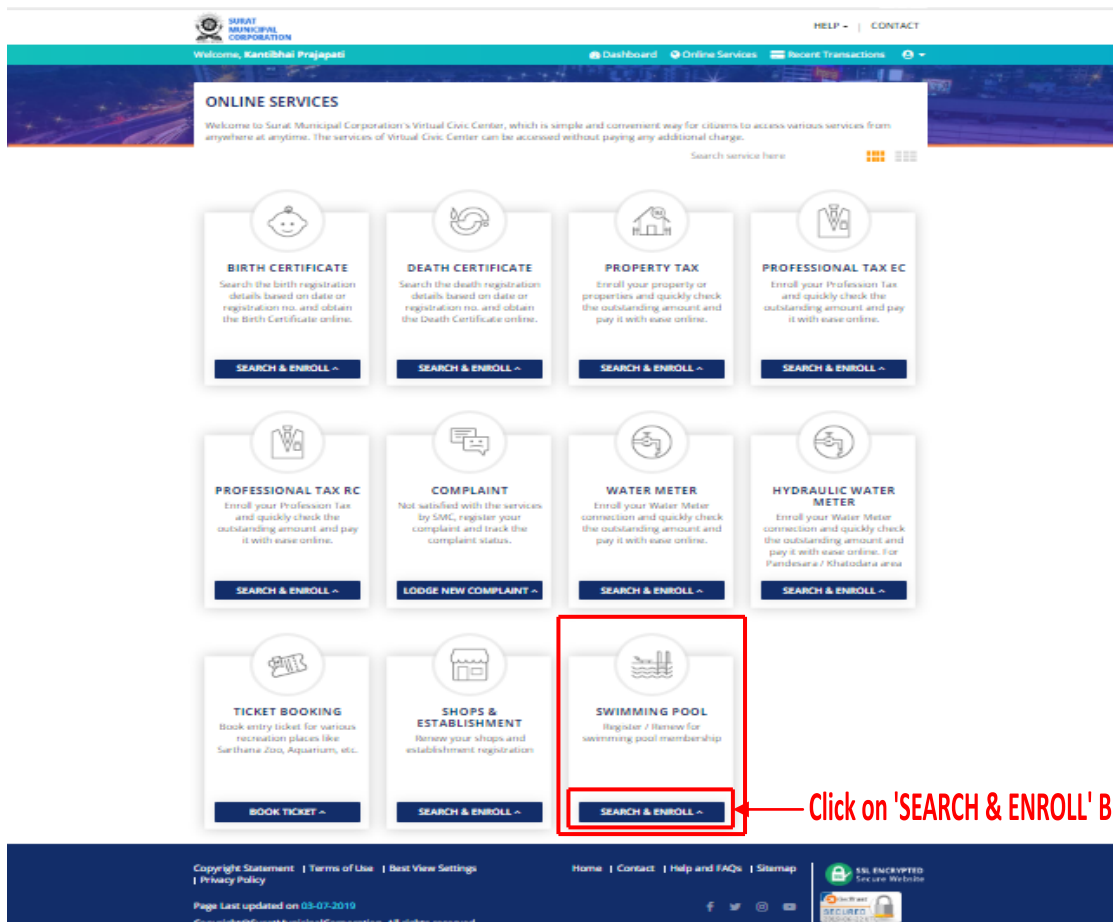 SURAT
MUNICIPAL
CORPORATION
HELP | CONTACT
Welcome, Kantibhai Prajapati
Dashboard Online Services Recent Transactions
ONLINE SERVICES
Welcome to Surat Municipal Corporation's Virtual Civic Center, which is simple and convenient way for citizens to access various services from
anywhere at anytime. The services of Virtual Civic Center can be accessed without paying any additional charge.
Search service here
BIRTH CERTIFICATE
Search the birth registration
details based on date or
registration no. and obtain
the Birth Certificate online.
SEARCH & ENROLL
DEATH CERTIFICATE
Search the death registration
details based on date or
registration no. and obtain
the Death Certificate online.
SEARCH & ENROLL
PROPERTY TAX
Enroll your property or
properties and quickly check
the outstanding amount and
pay it with ease online.
SEARCH & ENROLL
PROFESSIONAL TAX EC
Enroll your Profession Tax
and quickly check the
outstanding amount and pay
it with ease online.
SEARCH & ENROLL
PROFESSIONAL TAX RC
Enroll your Profession Tax
and quickly check the
outstanding amount and pay
it with ease online.
SEARCH & ENROLL
COMPLAINT
Not satisfied with the services
by SMC, register your
complaint and track the
complaint status.
LODGE NEW COMPLAINT
WATER METER
Enroll your Water Meter
connection and quickly check
the outstanding amount and
pay it with ease online.
SEARCH & ENROLL
HYDRAULIC WATER
METER
Enroll your Water Meter
connection and quickly check
the outstanding amount and
pay it with ease online. For
Pandesara / Khatodara area
SEARCH & ENROLL
TICKET BOOKING
Book entry ticket for various
recreation places like
Sarthana Zoo, Aquarium, etc.
BOOK TICKET
SHOPS &
ESTABLISHMENT
Renew your shops and
establishment registration
SEARCH & ENROLL
SWIMMING POOL
Register / Renew for
swimming pool membership
SEARCH & ENROLL
Click on 'SEARCH & ENROLL' B
Copyright Statement | Terms of Use | Best View Settings
| Privacy Policy
Home | Contact | Help and FAQs | Sitemap
SSL ENCRYPTED
Secure Website
Page Last updated on 03-07-2019
SECURED
Copyright@SuratMunicipalCorporation. All rights reserved